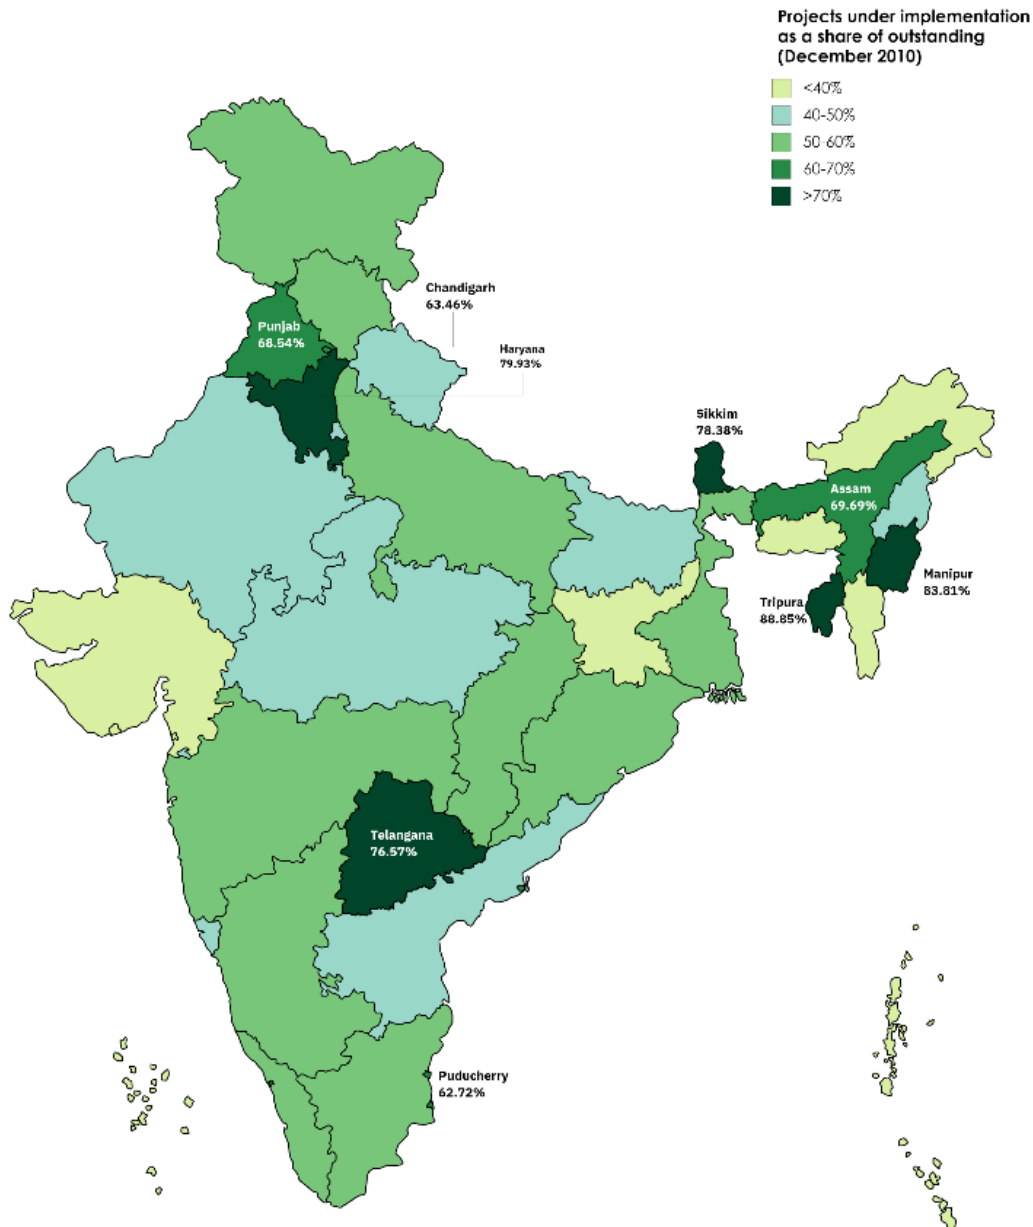 Projects under implementation
as a share of outstanding
(December 2010)
<40%
40-50%
50-60%
60-70%
>70%
Chandigarh
63.46%
Punjab
68.54%
Haryana
79.93%
Sikkim
78.38%
Assam
69.69%
Manipur
83.81%
Tripura
88.85%
Telangana
76.57%
Puducherry
62.72%